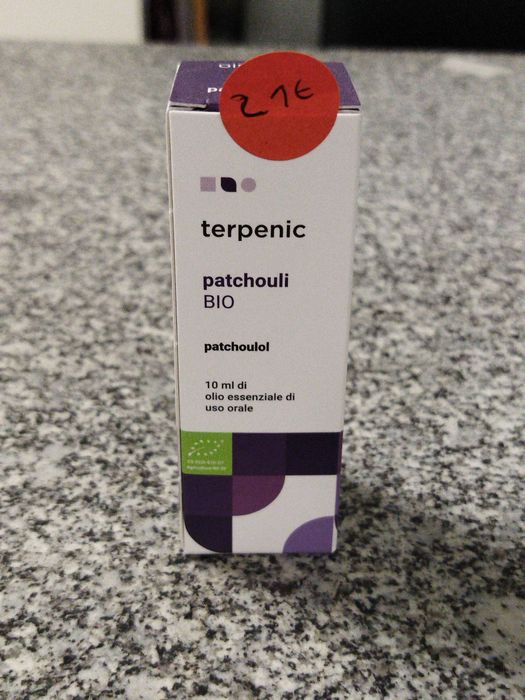 21€
terpenic
patchouli
BIO
patchoulol
10 ml di
olio essenziale di
uso orale